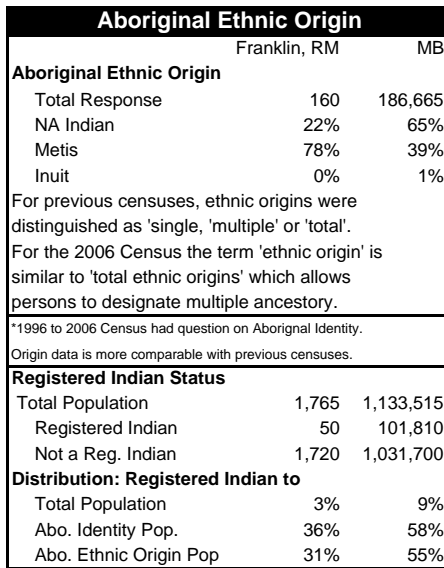 Aboriginal Ethnic Origin
Franklin, RM MB
Aboriginal Ethnic Origin
Total Response 160 186,665
NA Indian 22% 65%
Metis 78% 39%
Inuit 0% 1%
For previous censuses, ethnic origins were
distinguished as 'single, 'multiple' or 'total'.
For the 2006 Census the term 'ethnic origin' is
similar to 'total ethnic origins' which allows
persons to designate multiple ancestory.
*1996 to 2006 Census had question on Aborignal Identity.
Origin data is more comparable with previous censuses.
Registered Indian Status
Total Population 1,765 1,133,515
Registered Indian 50 101,810
Not a Reg. Indian 1,720 1,031,700
Distribution: Registered Indian to
Total Population 3% 9%
Abo. Identity Pop. 36% 58%
Abo. Ethnic Origin Pop 31% 55%